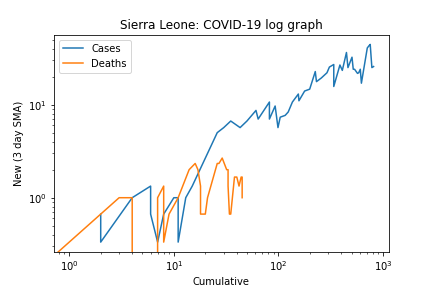 Sierra Leone: COVID-19 log graph
Cases
Deaths
New (3 day SMA)
10¹
10⁰
10⁰
10¹
10²
10³
Cumulative